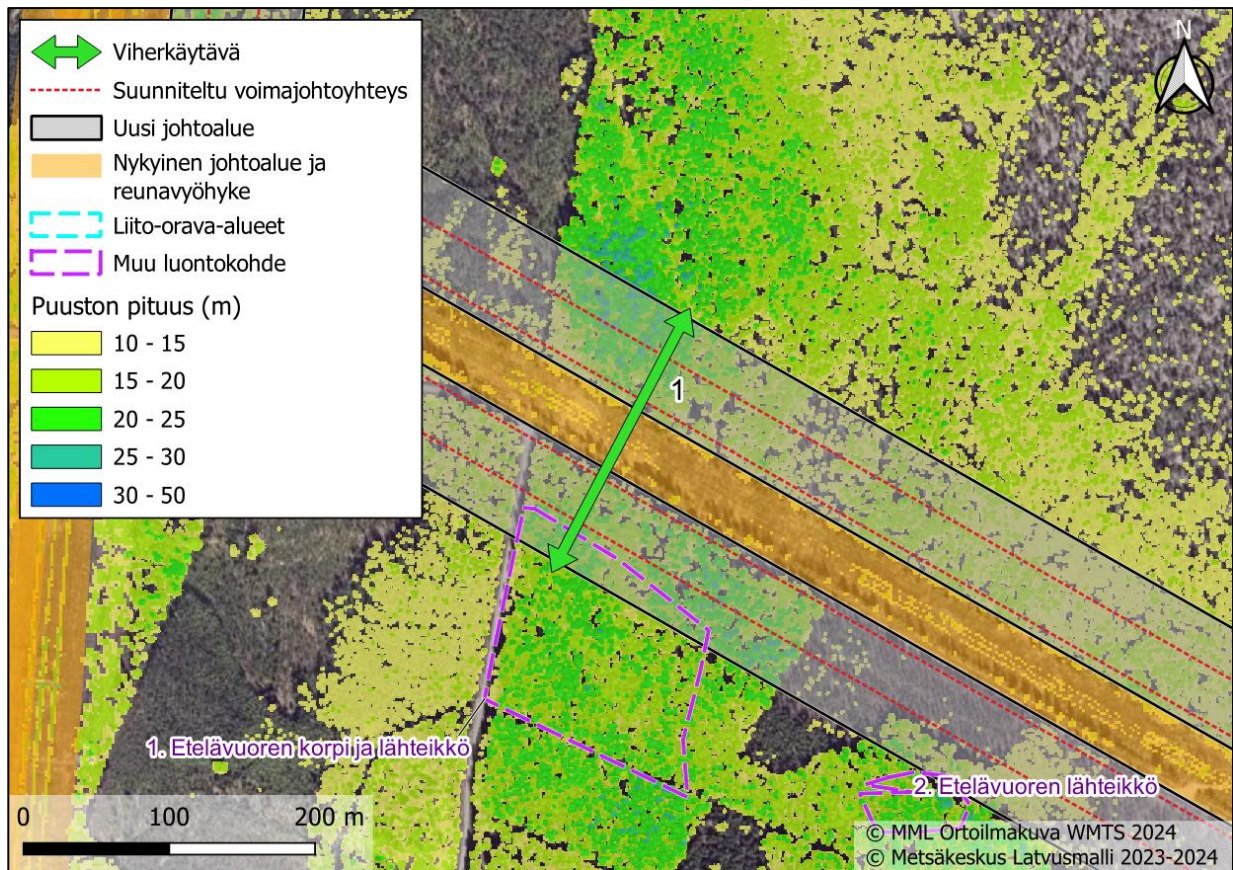 Viherkäytävä
Suunniteltu voimajohtoyhteys
Uusi johtoalue
Nykyinen johtoalue ja
reunavyöhyke
Liito-orava-alueet
Muu luontokohde
Puuston pituus (m)
10 - 15
15 - 20
20 - 25
25 - 30
30 - 50
N
1
1. Etelävuoren korpi ja lähteikkö
2. Etelävuoren lähteikkö
0 100 200 m
© MML Ortoilmakuva WMTS 2024
© Metsäkeskus Latvusmalli 2023-2024